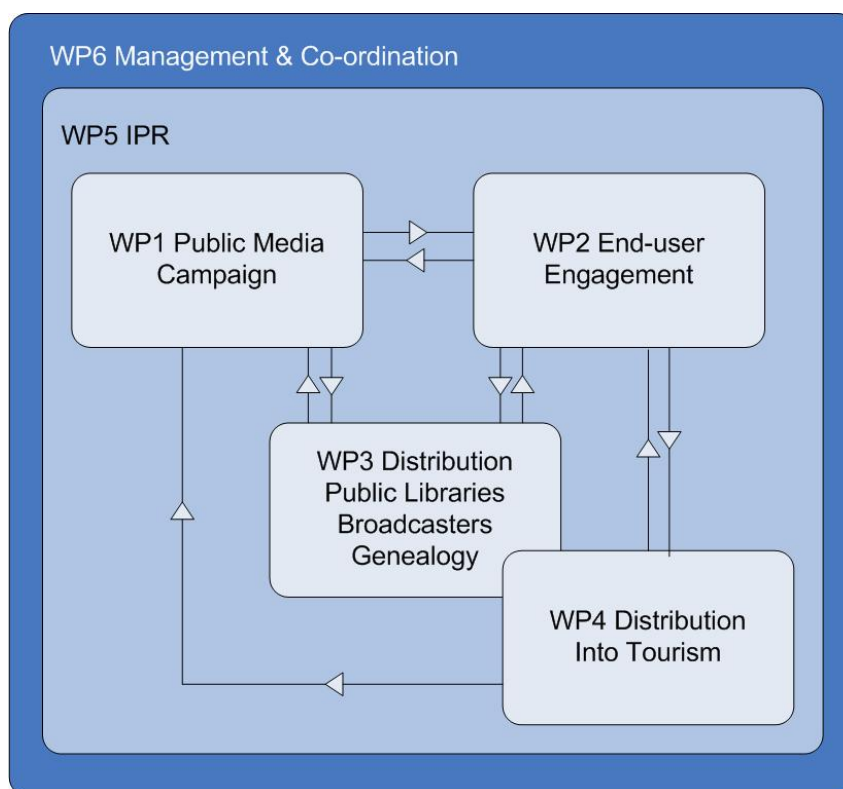 WP6 Management & Co-ordination
WP5 IPR
WP1 Public Media
Campaign
WP2 End-user
Engagement
WP3 Distribution
Public Libraries
Broadcasters
Genealogy
WP4 Distribution
Into Tourism